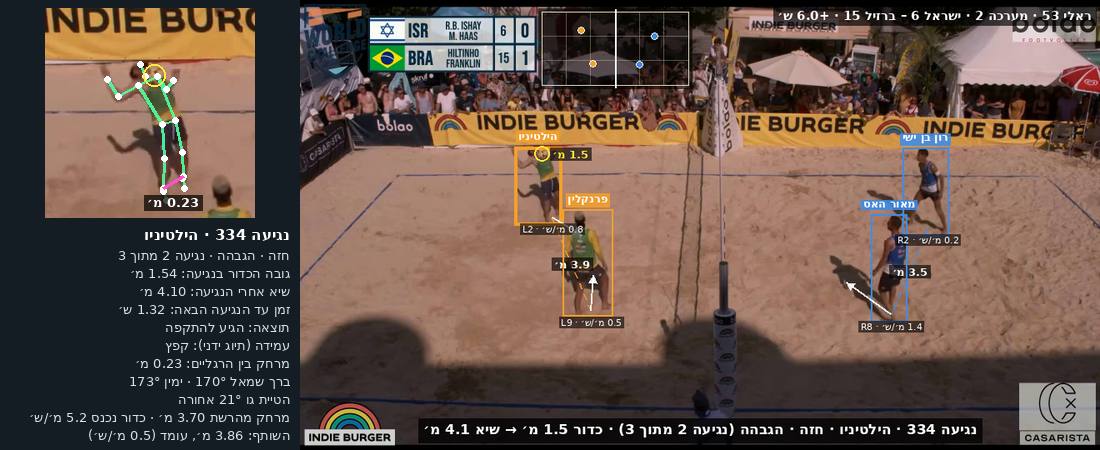 ראלי 53 · מערכה 2 · ישראל 6 – ברזיל 15 · +6.0 ש׳
INDIE BURGER
WORLD
ISR R.B. ISHAY M. HAAS 6 0
BRA HILTINHO FRANKLIN 15 1
bolao
FOOTVOLLEY
skrul
CASARISTA
bolao
INDIE BURGER
INDIE BURGER
bolao
הילטיניו
1.5 מ׳
רון בן ישי
פרנקלין
מאור האס
L2 · 0.8 מ׳/ש׳
R2 · 0.2 מ׳/ש׳
3.9 מ׳
3.5 מ׳
L9 · 0.5 מ׳/ש׳
R8 · 1.4 מ׳/ש׳
0.23 מ׳
נגיעה 334 · הילטיניו
חזה · הגבהה · נגיעה 2 מתוך 3
גובה הכדור בנגיעה: 1.54 מ׳
שיא אחרי הנגיעה: 4.10 מ׳
זמן עד הנגיעה הבאה: 1.32 ש׳
תוצאה: הגיע להתקפה
עמידה (תיוג ידני): קפץ
מרחק בין הרגליים: 0.23 מ׳
ברך שמאל 170° · ימין 173°
הטיית גו 21° אחורה
מרחק מהרשת 3.70 מ׳ · כדור נכנס 5.2 מ׳/ש׳
השותף: 3.86 מ׳, עומד (0.5 מ׳/ש׳)
נגיעה 334 · הילטיניו · חזה · הגבהה (נגיעה 2 מתוך 3) · כדור 1.5 מ׳ → שיא 4.1 מ׳
INDIE BURGER
CASARISTA